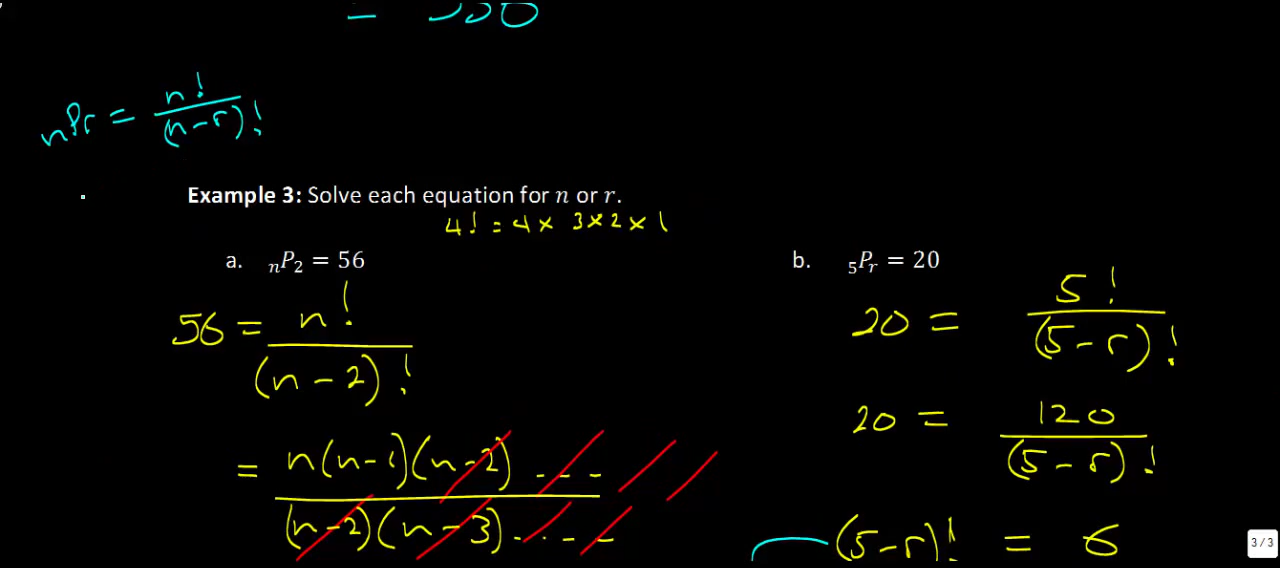 = 330
nPr = n! / (n - r)!
Example 3: Solve each equation for n or r.
4! = 4 × 3 × 2 × 1
a. ₙP₂ = 56
56 = n! / (n - 2)!
= n(n-1)(n-2) ---- / (n-2)(n-3) -----
b. ₅Pᵣ = 20
20 = 5! / (5 - r)!
20 = 120 / (5 - r)!
(5-r)! = 6
3 / 3